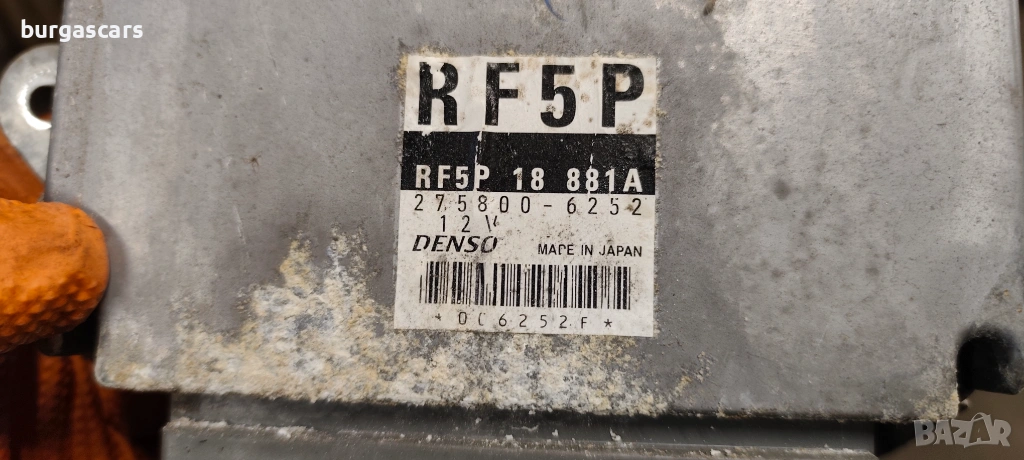 burgascars
RF5P
RF5P 18 881A
275800-6252
12V
DENSO MADE IN JAPAN
*0C6252F*
BAZAR